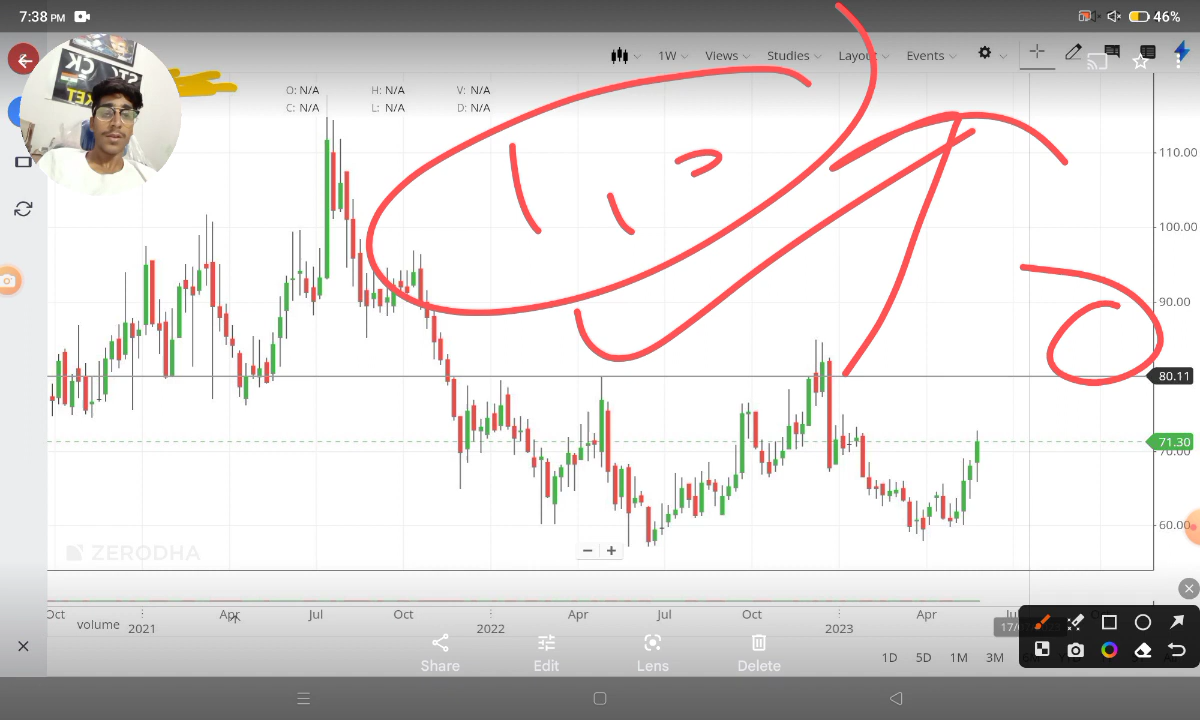 7:38 PM 46%
1W Views Studies Layout Events
O: N/A H: N/A V: N/A
C: N/A L: N/A D: N/A
110.00
100.00
90.00
80.11
71.30
70.00
60.00
ZERODHA
Oct Apr Jul Oct Apr Jul Oct Apr
volume 2021 2022 2023
17/0
Share Edit Lens Delete
1D 5D 1M 3M